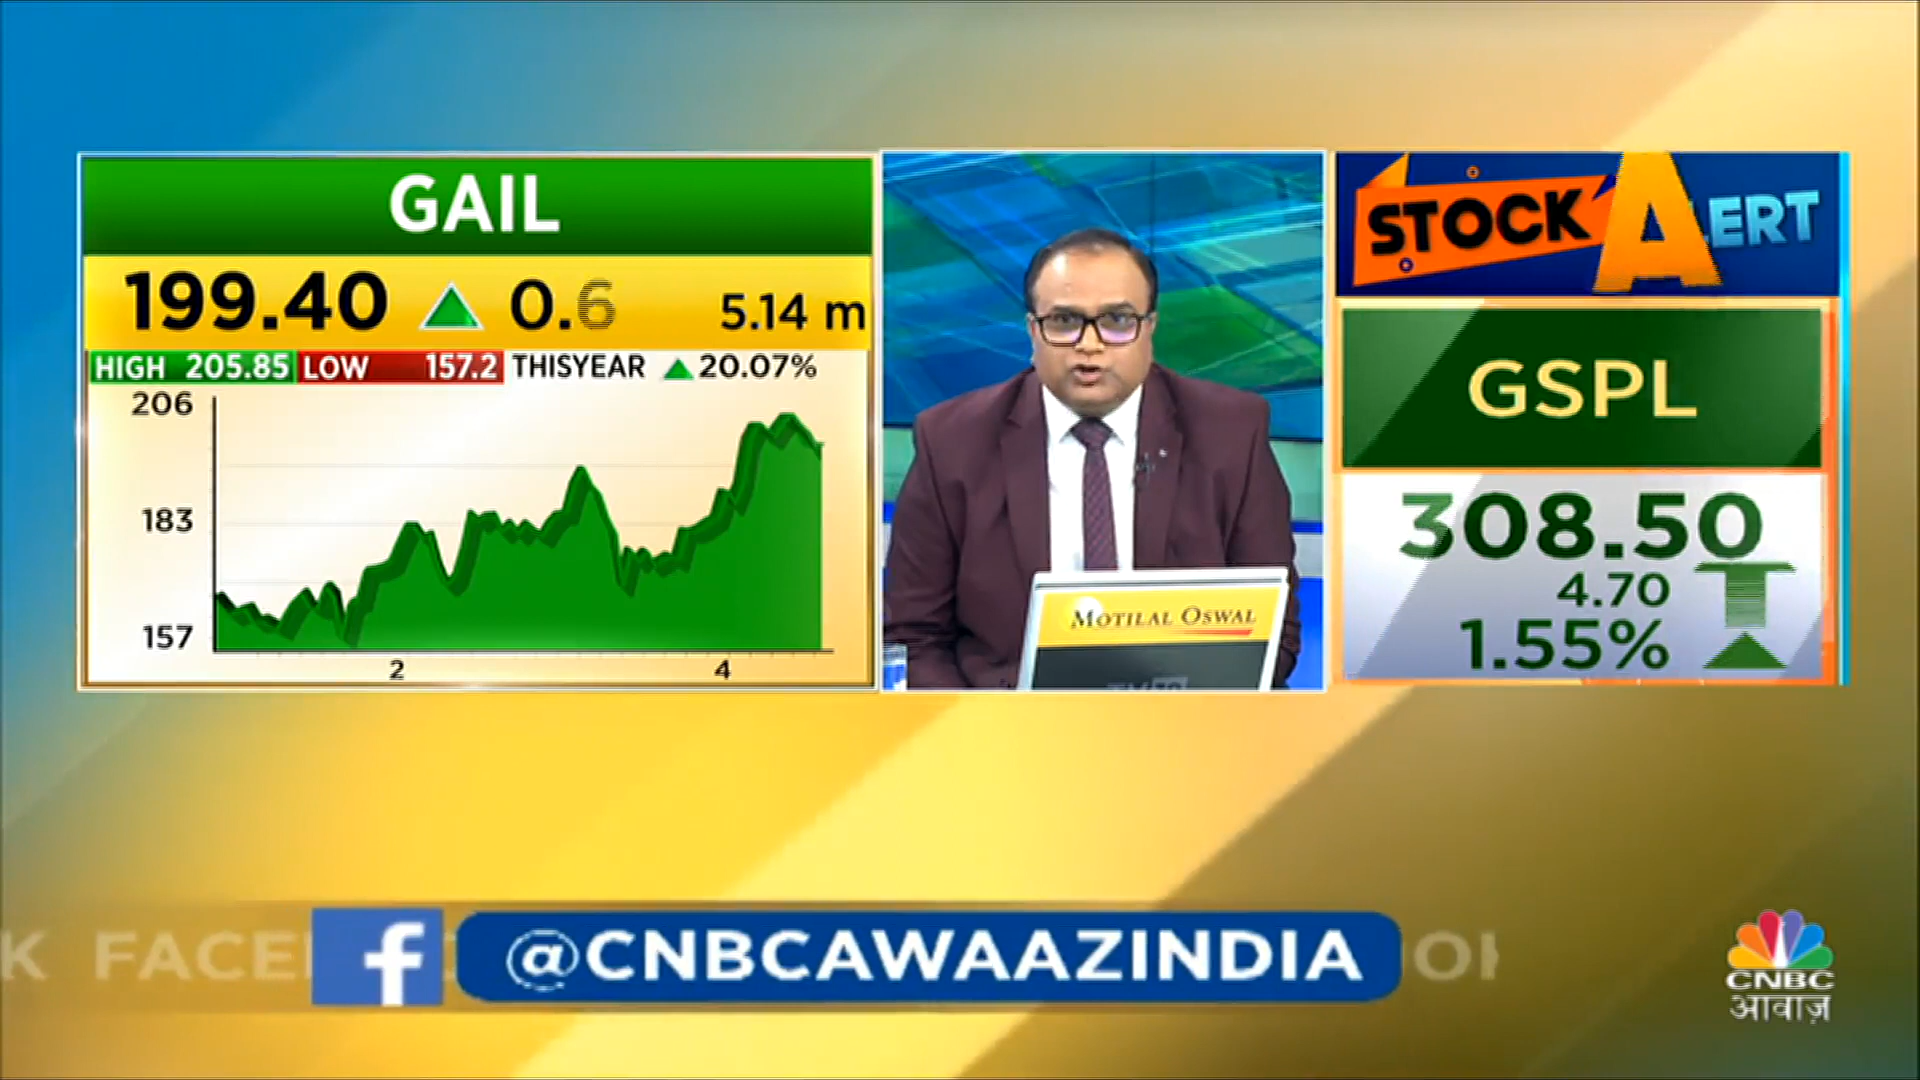 GAIL
199.40 0.6 5.14 m
HIGH 205.85 LOW 157.2 THISYEAR 20.07%
206
183
157
2 4
MOTILAL OSWAL
STOCK ALERT
GSPL
308.50
4.70
1.55%
K FACE
f @CNBCAWAAZINDIA
CNBC
आवाज़